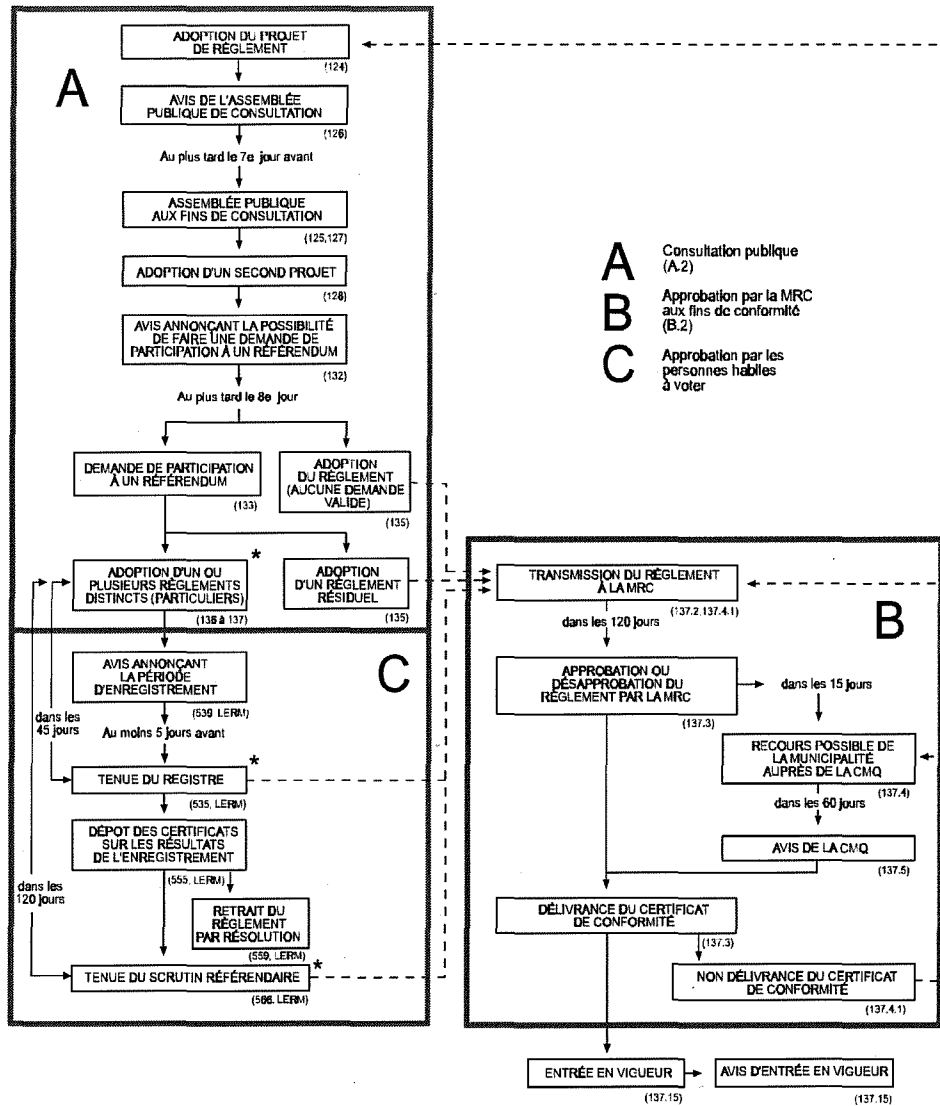 A
ADOPTION DU PROJET
DE RÈGLEMENT
(124)
AVIS DE L'ASSEMBLÉE
PUBLIQUE DE CONSULTATION
(126)
Au plus tard le 7e jour avant
ASSEMBLÉE PUBLIQUE
AUX FINS DE CONSULTATION
(125,127)
ADOPTION D'UN SECOND PROJET
(128)
AVIS ANNONÇANT LA POSSIBILITÉ
DE FAIRE UNE DEMANDE DE
PARTICIPATION À UN RÉFÉRENDUM
(132)
Au plus tard le 8e jour
DEMANDE DE PARTICIPATION
À UN RÉFÉRENDUM
(133)
ADOPTION
DU RÈGLEMENT
(AUCUNE DEMANDE
VALIDE)
(135)
ADOPTION D'UN OU
PLUSIEURS RÈGLEMENTS
DISTINCTS (PARTICULIERS)
*
(136 à 137)
ADOPTION
D'UN RÈGLEMENT
RÉSIDUEL
(135)
C
AVIS ANNONÇANT
LA PÉRIODE
D'ENREGISTREMENT
(539, LERM)
dans les
45 jours
Au moins 5 jours avant
TENUE DU REGISTRE
*
(535, LERM)
DÉPOT DES CERTIFICATS
SUR LES RÉSULTATS
DE L'ENREGISTREMENT
(555, LERM)
dans les
120 jours
RETRAIT DU
RÈGLEMENT
PAR RÉSOLUTION
(559, LERM)
TENUE DU SCRUTIN RÉFÉRENDAIRE
*
(566, LERM)
A
Consultation publique
(A.2)
B
Approbation par la MRC
aux fins de conformité
(B.2)
C
Approbation par les
personnes habiles
à voter
B
TRANSMISSION DU RÈGLEMENT
À LA MRC
(137.2, 137.4.1)
dans les 120 jours
APPROBATION OU
DÉSAPPROBATION DU
RÈGLEMENT PAR LA MRC
(137.3)
dans les 15 jours
RECOURS POSSIBLE DE
LA MUNICIPALITÉ
AUPRÈS DE LA CMQ
(137.4)
dans les 60 jours
AVIS DE LA CMQ
(137.5)
DÉLIVRANCE DU CERTIFICAT
DE CONFORMITÉ
(137.3)
NON DÉLIVRANCE DU CERTIFICAT
DE CONFORMITÉ
(137.4.1)
ENTRÉE EN VIGUEUR
(137.15)
AVIS D'ENTRÉE EN VIGUEUR
(137.15)